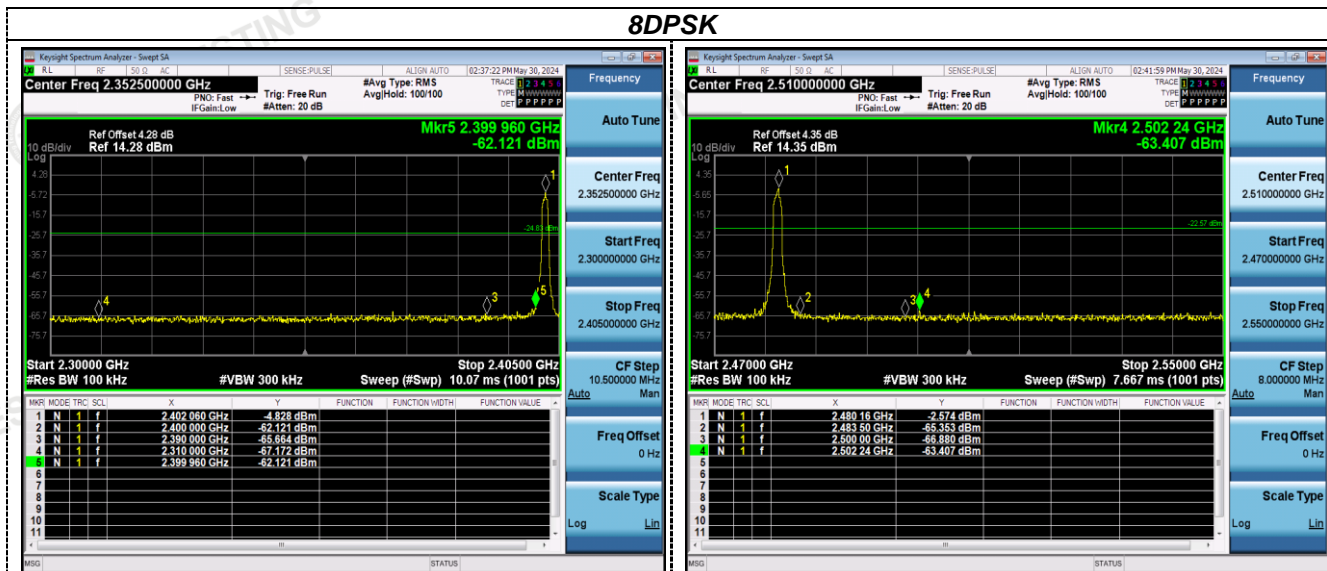 8DPSK
Keysight Spectrum Analyzer - Swept SA
RL RF 50 Ω AC SENSE:PULSE ALIGN AUTO 02:37:22 PM May 30, 2024
Center Freq 2.352500000 GHz
PNO: Fast
IFGain:Low
Trig: Free Run
#Atten: 20 dB
#Avg Type: RMS
Avg|Hold: 100/100
TRACE 1 2 3 4 5 6
TYPE M W W W W W
DET P P P P P P
Ref Offset 4.28 dB
Ref 14.28 dBm
10 dB/div
Log
Mkr5 2.399 960 GHz
-62.121 dBm
4.28
-5.72
-15.7
-25.7
-35.7
-45.7
-55.7
-65.7
-75.7
1
-24.83 dBm
4
3
5
Start 2.30000 GHz Stop 2.40500 GHz
#Res BW 100 kHz #VBW 300 kHz Sweep (#Swp) 10.07 ms (1001 pts)
MKR MODE TRC SCL X Y FUNCTION FUNCTION WIDTH FUNCTION VALUE
1 N 1 f 2.402 060 GHz -4.828 dBm
2 N 1 f 2.400 000 GHz -62.121 dBm
3 N 1 f 2.390 000 GHz -65.664 dBm
4 N 1 f 2.310 000 GHz -67.172 dBm
5 N 1 f 2.399 960 GHz -62.121 dBm
6
7
8
9
10
11
MSG STATUS
Frequency
Auto Tune
Center Freq
2.352500000 GHz
Start Freq
2.300000000 GHz
Stop Freq
2.405000000 GHz
CF Step
10.500000 MHz
Auto Man
Freq Offset
0 Hz
Scale Type
Log Lin
Keysight Spectrum Analyzer - Swept SA
RL RF 50 Ω AC SENSE:PULSE ALIGN AUTO 02:41:59 PM May 30, 2024
Center Freq 2.510000000 GHz
PNO: Fast
IFGain:Low
Trig: Free Run
#Atten: 20 dB
#Avg Type: RMS
Avg|Hold: 100/100
TRACE 1 2 3 4 5 6
TYPE M W W W W W
DET P P P P P P
Ref Offset 4.35 dB
Ref 14.35 dBm
10 dB/div
Log
Mkr4 2.502 24 GHz
-63.407 dBm
4.35
-5.65
-15.7
-25.7
-35.7
-45.7
-55.7
-65.7
-75.7
1
-22.57 dBm
2
3
4
Start 2.47000 GHz Stop 2.55000 GHz
#Res BW 100 kHz #VBW 300 kHz Sweep (#Swp) 7.667 ms (1001 pts)
MKR MODE TRC SCL X Y FUNCTION FUNCTION WIDTH FUNCTION VALUE
1 N 1 f 2.480 16 GHz -2.574 dBm
2 N 1 f 2.483 50 GHz -65.353 dBm
3 N 1 f 2.500 00 GHz -66.880 dBm
4 N 1 f 2.502 24 GHz -63.407 dBm
5
6
7
8
9
10
11
MSG STATUS
Frequency
Auto Tune
Center Freq
2.510000000 GHz
Start Freq
2.470000000 GHz
Stop Freq
2.550000000 GHz
CF Step
8.000000 MHz
Auto Man
Freq Offset
0 Hz
Scale Type
Log Lin